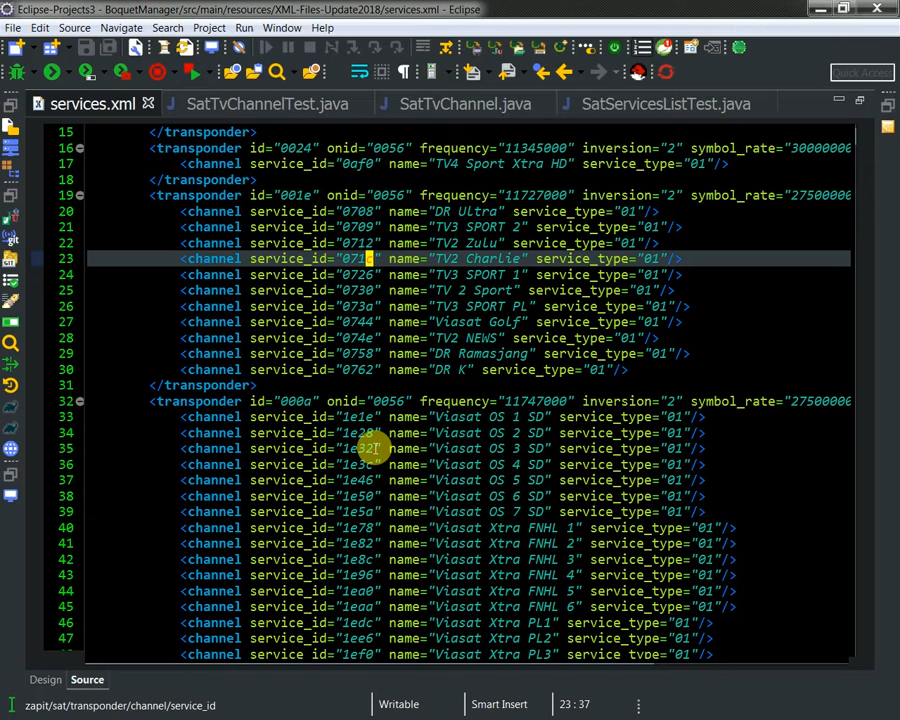 Eclipse-Projects3 - BoquetManager/src/main/resources/XML-Files-Update2018/services.xml - Eclipse
File Edit Source Navigate Search Project Run Window Help
Quick Access
services.xml SatTvChannelTest.java SatTvChannel.java SatServicesListTest.java
15 </transponder>
16 <transponder id="0024" onid="0056" frequency="11345000" inversion="2" symbol_rate="30000000
17 <channel service_id="0af0" name="TV4 Sport Xtra HD" service_type="01"/>
18 </transponder>
19 <transponder id="001e" onid="0056" frequency="11727000" inversion="2" symbol_rate="27500000
20 <channel service_id="0708" name="DR Ultra" service_type="01"/>
21 <channel service_id="0709" name="TV3 SPORT 2" service_type="01"/>
22 <channel service_id="0712" name="TV2 Zulu" service_type="01"/>
23 <channel service_id="071c" name="TV2 Charlie" service_type="01"/>
24 <channel service_id="0726" name="TV3 SPORT 1" service_type="01"/>
25 <channel service_id="0730" name="TV 2 Sport" service_type="01"/>
26 <channel service_id="073a" name="TV3 SPORT PL" service_type="01"/>
27 <channel service_id="0744" name="Viasat Golf" service_type="01"/>
28 <channel service_id="074e" name="TV2 NEWS" service_type="01"/>
29 <channel service_id="0758" name="DR Ramasjang" service_type="01"/>
30 <channel service_id="0762" name="DR K" service_type="01"/>
31 </transponder>
32 <transponder id="000a" onid="0056" frequency="11747000" inversion="2" symbol_rate="27500000
33 <channel service_id="1e1e" name="Viasat OS 1 SD" service_type="01"/>
34 <channel service_id="1e28" name="Viasat OS 2 SD" service_type="01"/>
35 <channel service_id="1e32" name="Viasat OS 3 SD" service_type="01"/>
36 <channel service_id="1e3c" name="Viasat OS 4 SD" service_type="01"/>
37 <channel service_id="1e46" name="Viasat OS 5 SD" service_type="01"/>
38 <channel service_id="1e50" name="Viasat OS 6 SD" service_type="01"/>
39 <channel service_id="1e5a" name="Viasat OS 7 SD" service_type="01"/>
40 <channel service_id="1e78" name="Viasat Xtra FNHL 1" service_type="01"/>
41 <channel service_id="1e82" name="Viasat Xtra FNHL 2" service_type="01"/>
42 <channel service_id="1e8c" name="Viasat Xtra FNHL 3" service_type="01"/>
43 <channel service_id="1e96" name="Viasat Xtra FNHL 4" service_type="01"/>
44 <channel service_id="1ea0" name="Viasat Xtra FNHL 5" service_type="01"/>
45 <channel service_id="1eaa" name="Viasat Xtra FNHL 6" service_type="01"/>
46 <channel service_id="1edc" name="Viasat Xtra PL1" service_type="01"/>
47 <channel service_id="1ee6" name="Viasat Xtra PL2" service_type="01"/>
<channel service_id="1ef0" name="Viasat Xtra PL3" service_type="01"/>
Design Source
zapit/sat/transponder/channel/service_id Writable Smart Insert 23 : 37